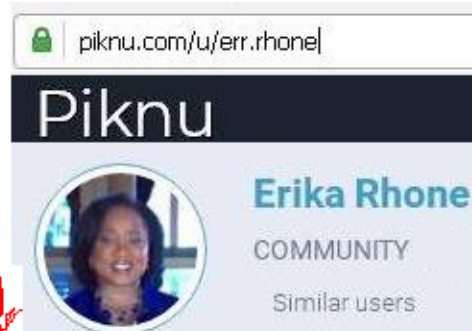 piknu.com/u/err.rhone
Piknu
Erika Rhone
COMMUNITY
Similar users